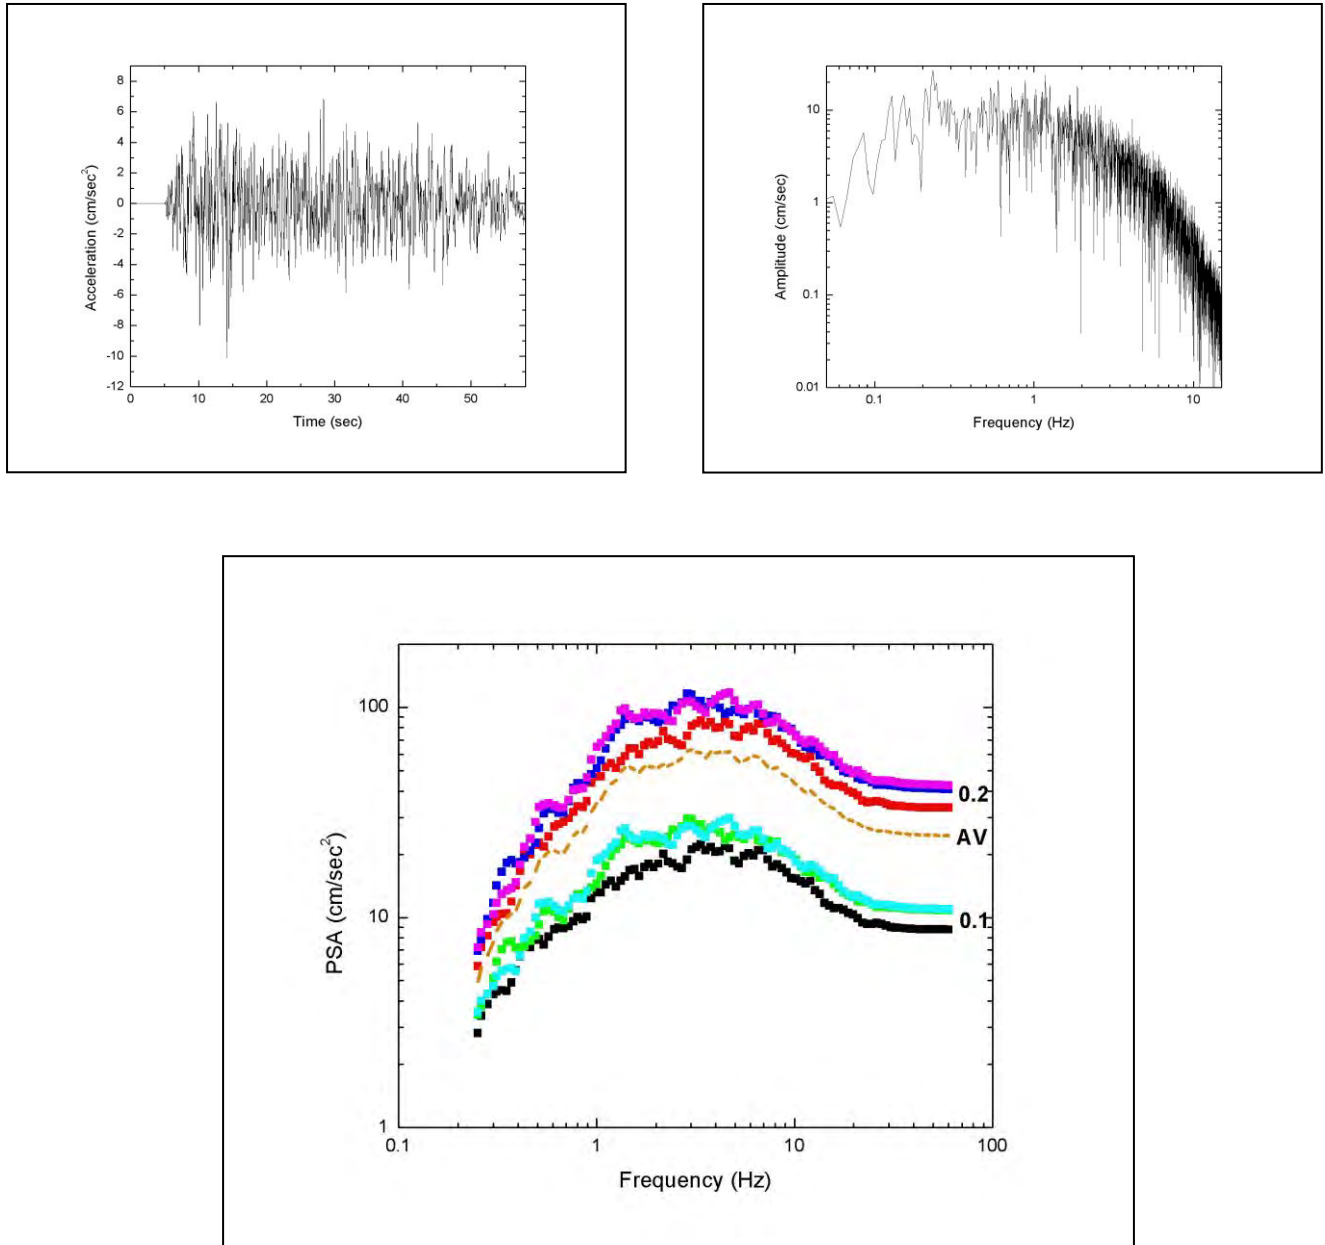 8
6
4
2
0
-2
-4
-6
-8
-10
-12
Acceleration (cm/sec²)
0 10 20 30 40 50
Time (sec)
10
1
0.1
0.01
Amplitude (cm/sec)
0.1 1 10
Frequency (Hz)
100
10
1
PSA (cm/sec²)
0.2
AV
0.1
0.1 1 10 100
Frequency (Hz)